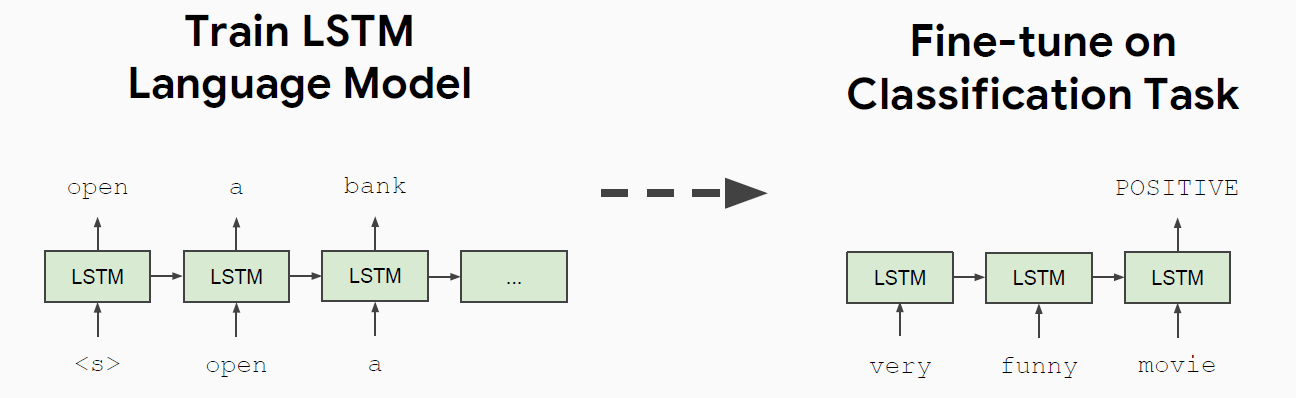 Train LSTM
Language Model
open a bank
LSTM LSTM LSTM ...
<s> open a
Fine-tune on
Classification Task
POSITIVE
LSTM LSTM LSTM
very funny movie